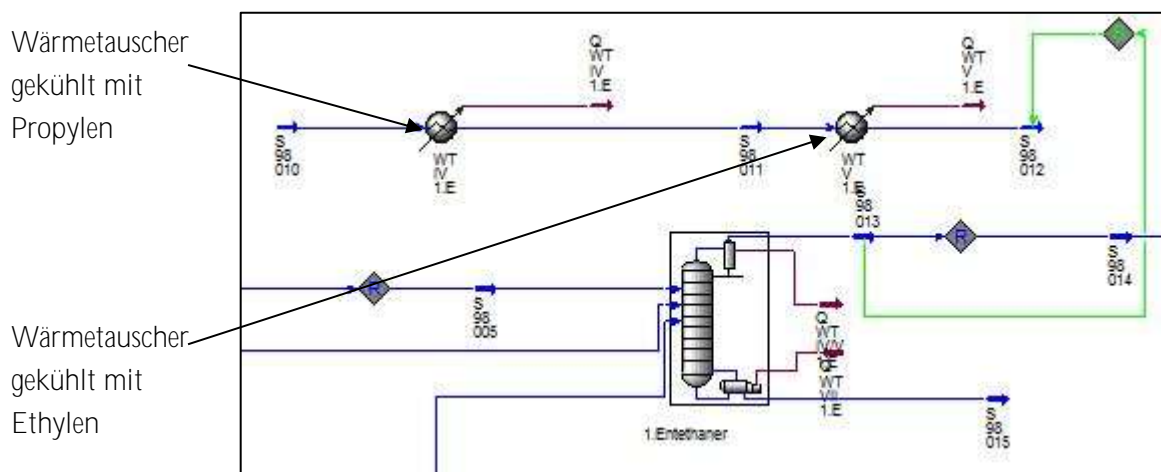 Wärmetauscher
gekühlt mit
Propylen
Wärmetauscher
gekühlt mit
Ethylen
Q
WT
IV
1.E
Q
WT
V
1.E
S
98
010
WT
IV
1.E
S
98
011
WT
V
1.E
S
98
012
S
98
013
R
S
98
014
R
S
98
005
Q
WT
IV/V
Q
WT
VII
1.E
1.Entethaner
S
98
015